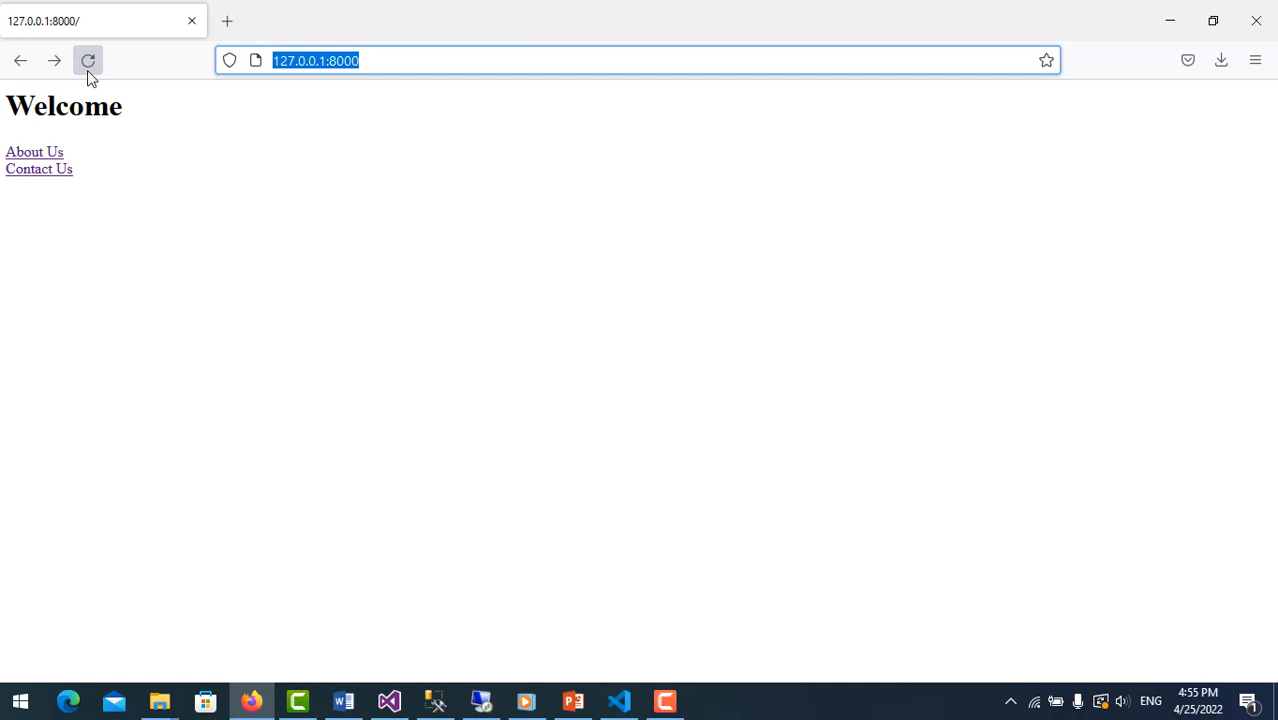 127.0.0.1:8000/
127.0.0.1:8000
Welcome
About Us
Contact Us
ENG
4:55 PM
4/25/2022
1